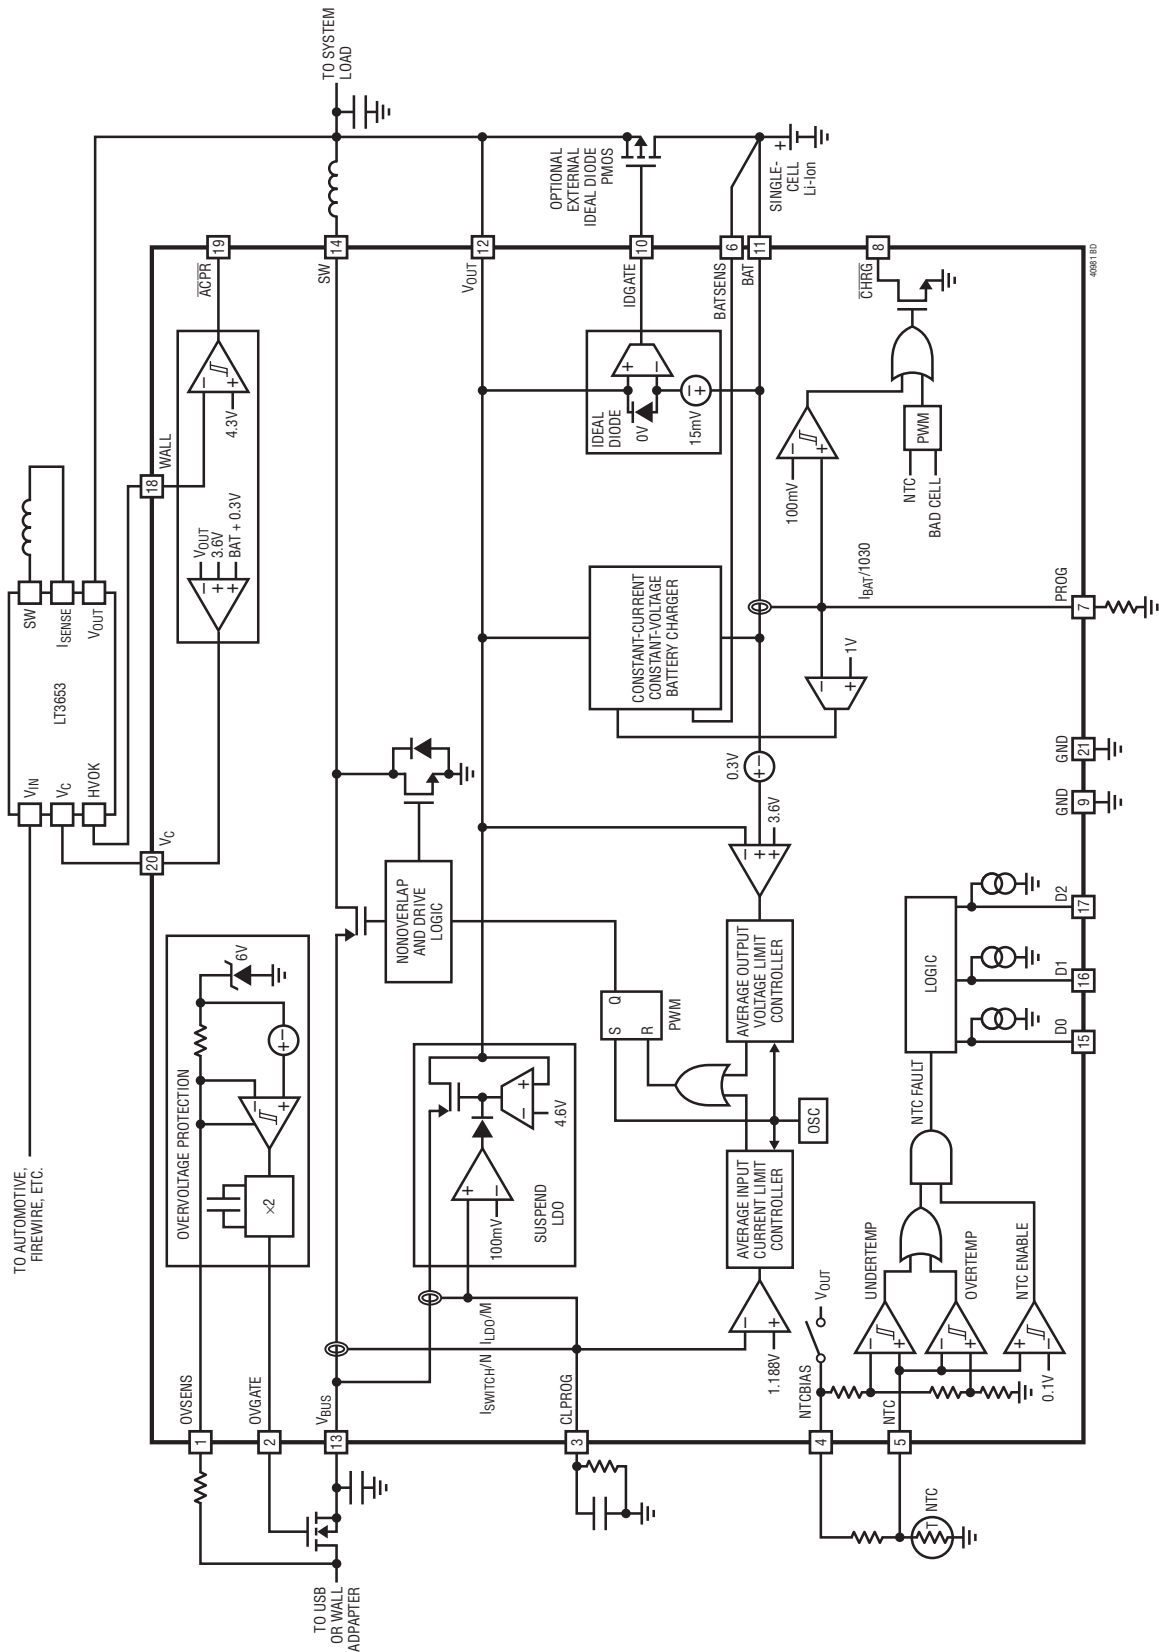 TO AUTOMOTIVE,
FIREWIRE, ETC.
VIN
VC
HVOK
LT3653
SW
ISENSE
VOUT
20
VC
18
WALL
OVERVOLTAGE PROTECTION
×2
−
+
+ −
6V
−
+
+
VOUT
3.6V
BAT + 0.3V
−
+
4.3V
ACPR
19
TO USB
OR WALL
ADPAPTER
OVSENS
1
OVGATE
2
VBUS
13
SW
14
TO SYSTEM
LOAD
ISWITCH/N
ILDO/M
+
−
100mV
SUSPEND
LDO
−
+
4.6V
NONOVERLAP
AND DRIVE
LOGIC
VOUT
12
IDEAL
DIODE
0V
+
−
15mV
− +
IDGATE
10
OPTIONAL
EXTERNAL
IDEAL DIODE
PMOS
CLPROG
3
S
Q
R
PWM
CONSTANT-CURRENT
CONSTANT-VOLTAGE
BATTERY CHARGER
BATSENS
6
BAT
11
SINGLE-
CELL
Li-Ion
+
−
+
1.188V
AVERAGE INPUT
CURRENT LIMIT
CONTROLLER
OSC
AVERAGE OUTPUT
VOLTAGE LIMIT
CONTROLLER
−
+
+
3.6V
0.3V
+ −
−
+
1V
IBAT/1030
100mV
−
+
NTC
BAD CELL
PWM
CHRG
8
NTCBIAS
4
VOUT
NTC
5
T
NTC
−
+
UNDERTEMP
−
+
OVERTEMP
+
−
0.1V
NTC ENABLE
NTC FAULT
LOGIC
D0
15
D1
16
D2
17
GND
9
GND
21
PROG
7
40981 BD